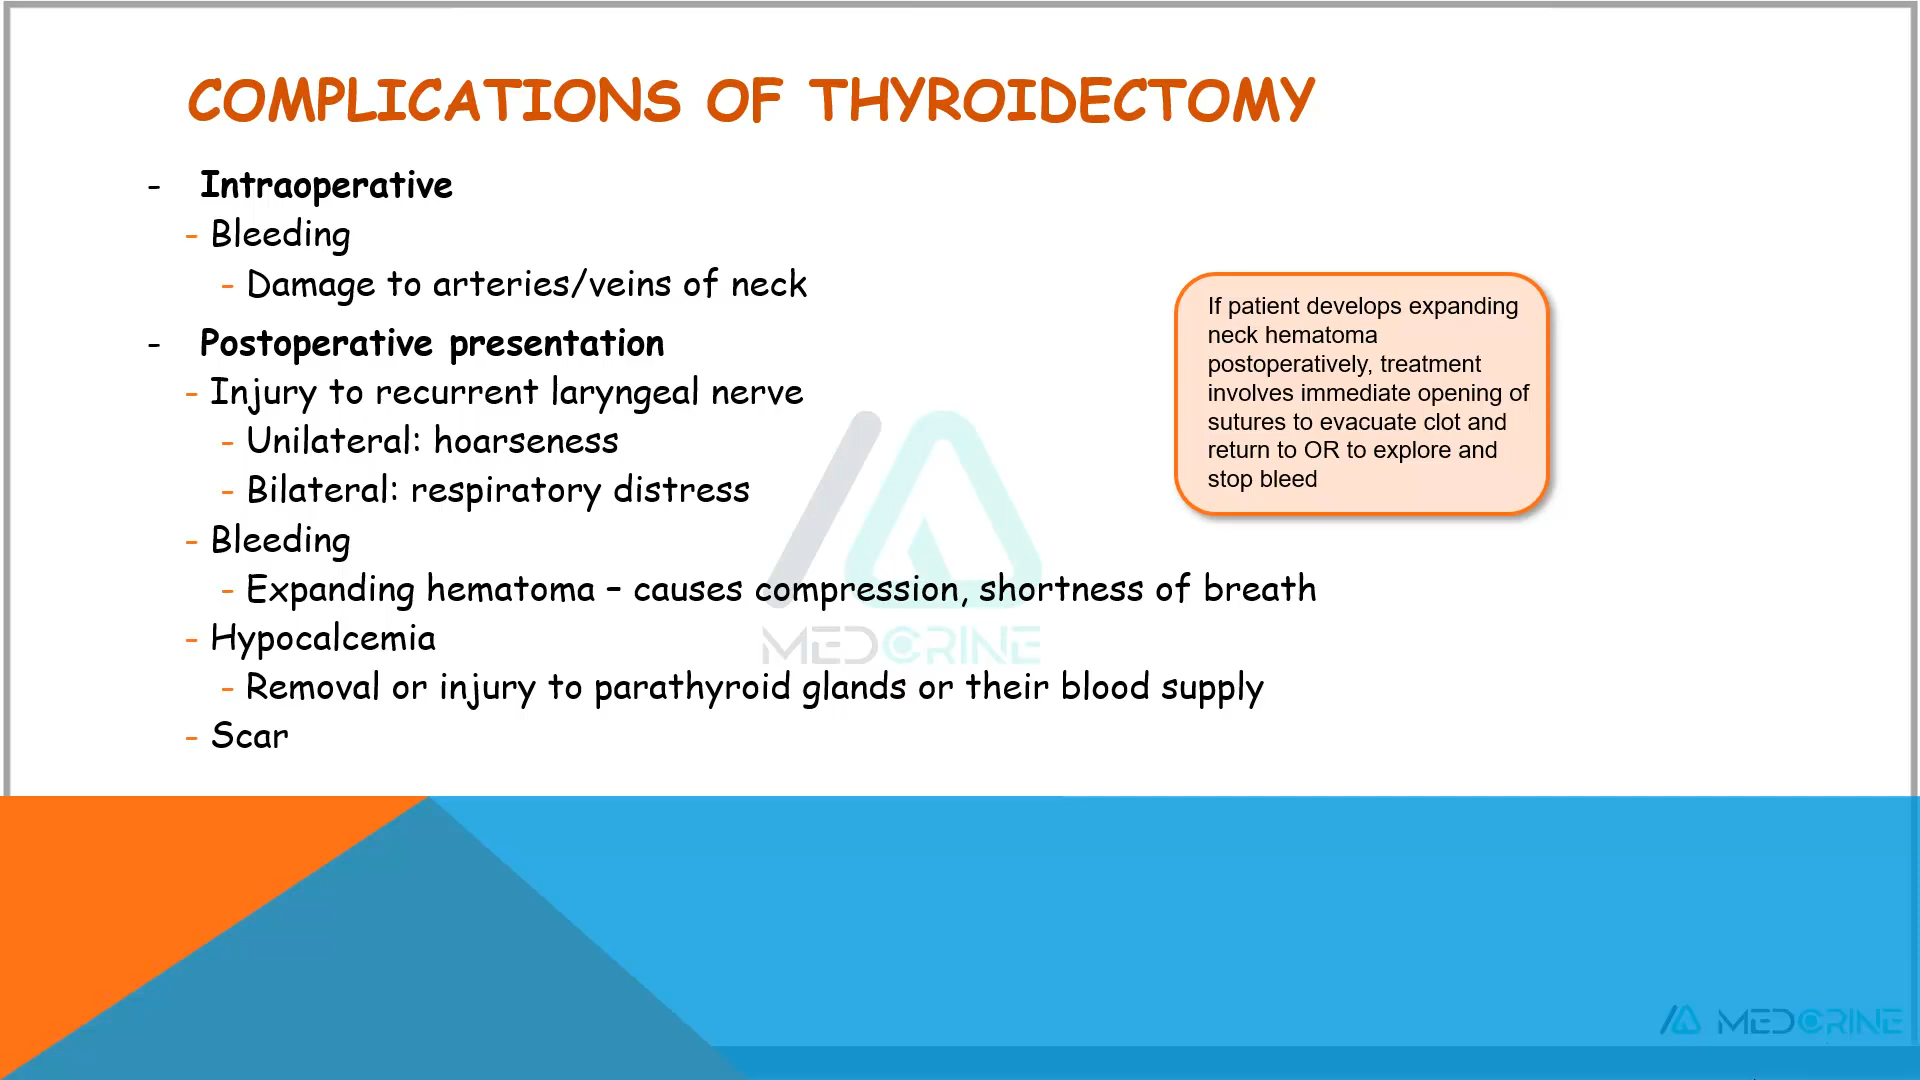 COMPLICATIONS OF THYROIDECTOMY
- Intraoperative
- Bleeding
- Damage to arteries/veins of neck
- Postoperative presentation
- Injury to recurrent laryngeal nerve
- Unilateral: hoarseness
- Bilateral: respiratory distress
- Bleeding
- Expanding hematoma – causes compression, shortness of breath
- Hypocalcemia
- Removal or injury to parathyroid glands or their blood supply
- Scar
If patient develops expanding
neck hematoma
postoperatively, treatment
involves immediate opening of
sutures to evacuate clot and
return to OR to explore and
stop bleed
MEDCRINE
MEDCRINE